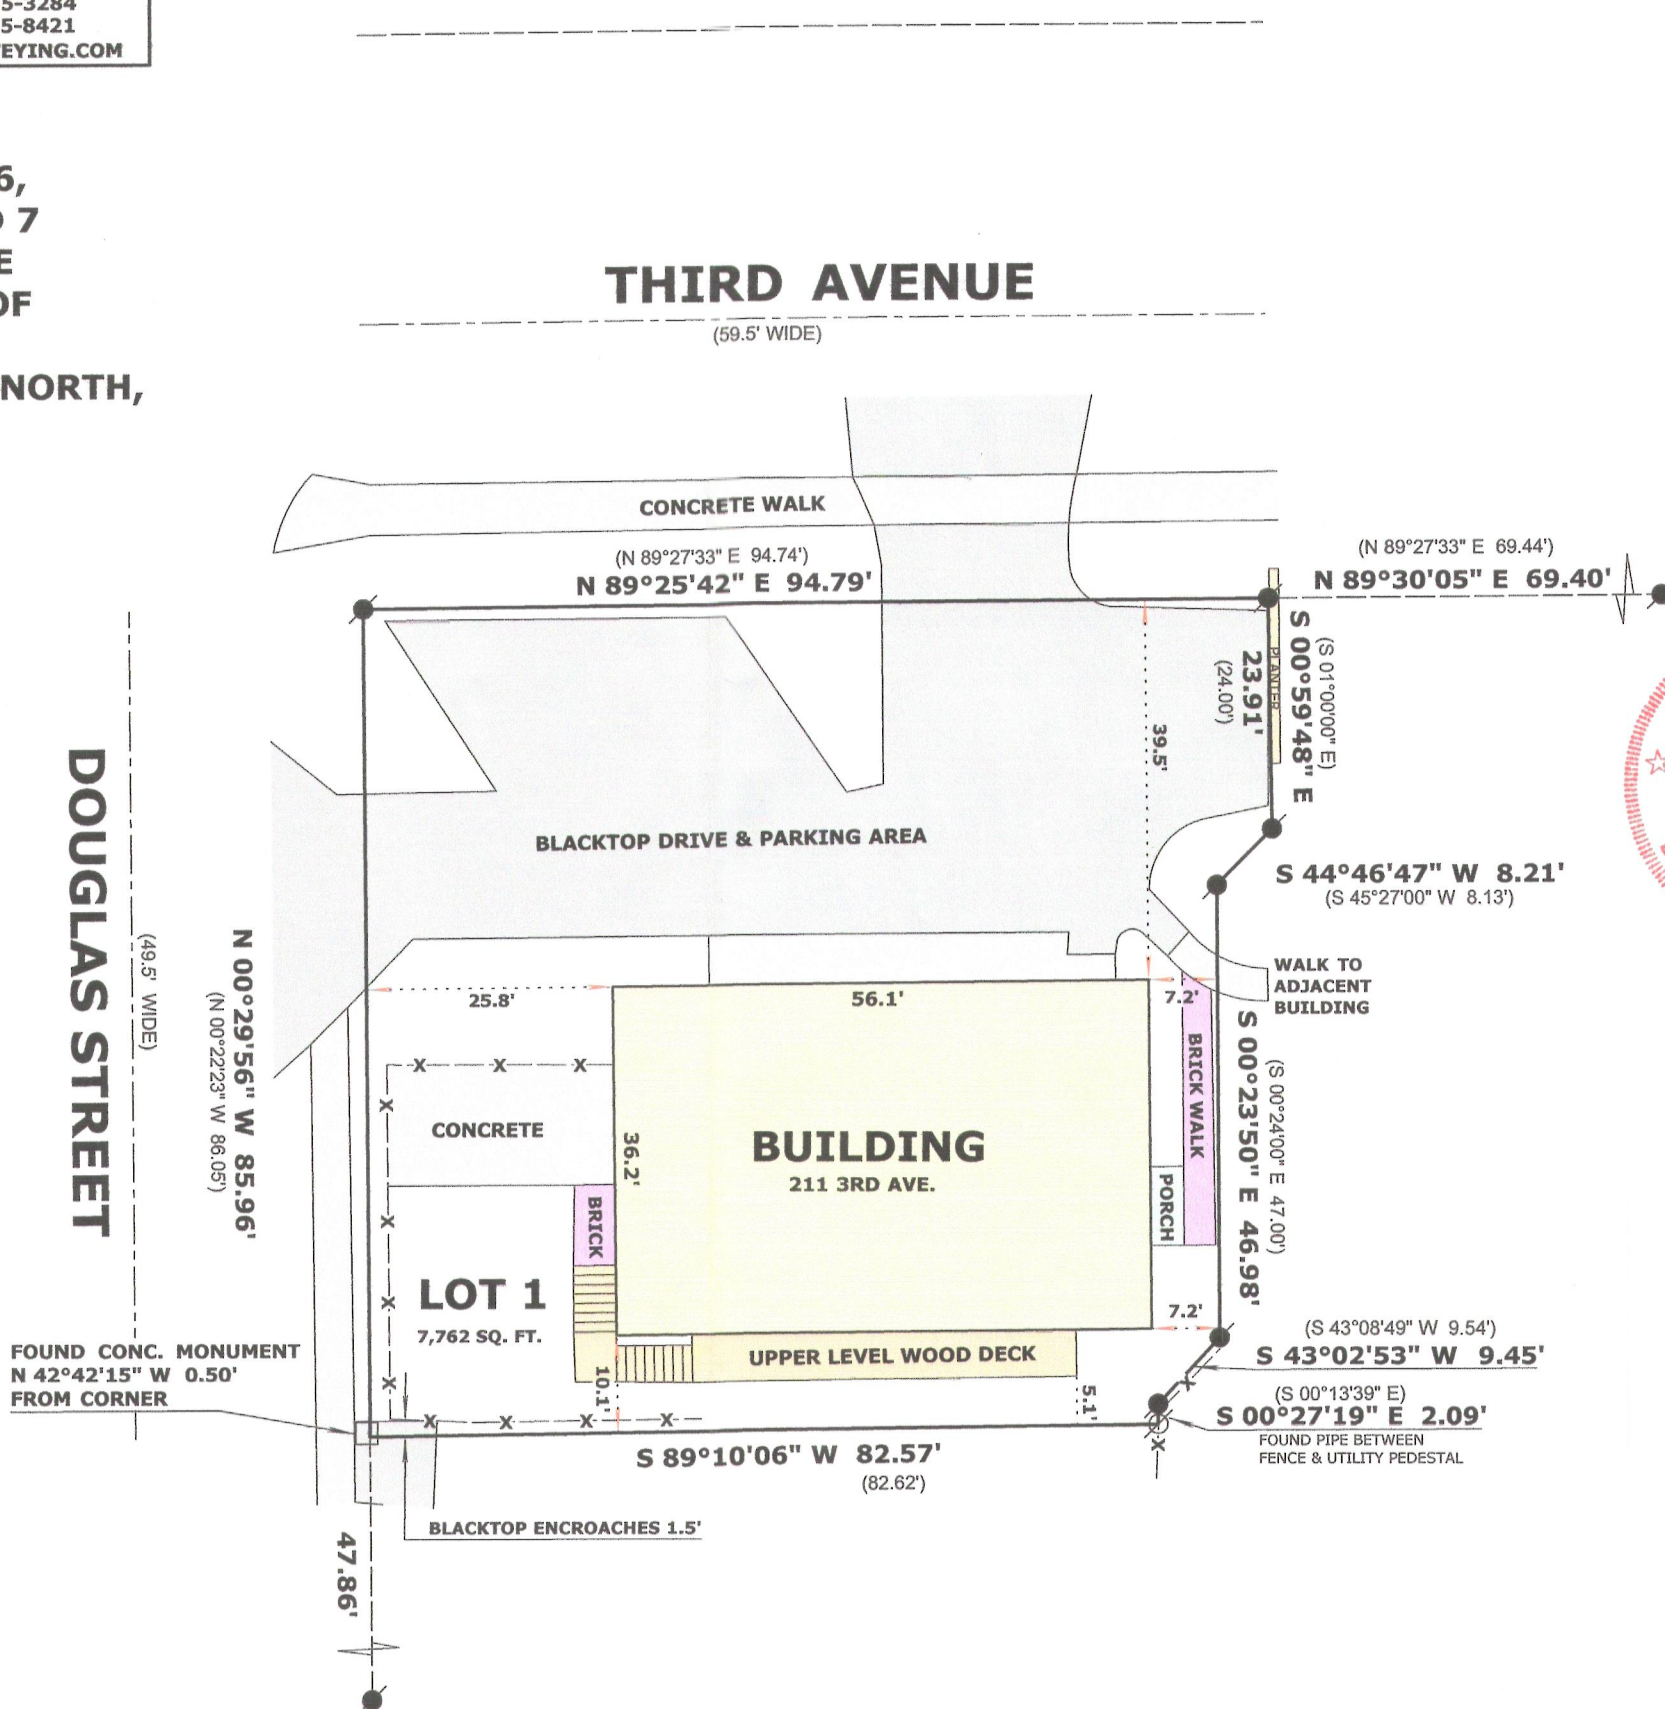 5-3284
5-8421
EYING.COM
6,
7
E
OF
NORTH,
THIRD AVENUE
(59.5' WIDE)
CONCRETE WALK
(N 89°27'33" E 94.74')
N 89°25'42" E 94.79'
(N 89°27'33" E 69.44')
N 89°30'05" E 69.40'
PLANTER
S 00°59'48" E
23.91'
(S 01°00'00" E)
(24.00')
39.5'
BLACKTOP DRIVE & PARKING AREA
S 44°46'47" W 8.21'
(S 45°27'00" W 8.13')
DOUGLAS STREET
(49.5' WIDE)
N 00°29'56" W 85.96'
(N 00°22'23" W 86.05')
WALK TO
ADJACENT
BUILDING
25.8'
56.1'
7.2'
BRICK WALK
S 00°23'50" E 46.98'
(S 00°24'00" E 47.00')
X X X
X
CONCRETE
36.2'
BUILDING
211 3RD AVE.
PORCH
BRICK
X
LOT 1
7,762 SQ. FT.
X
7.2'
UPPER LEVEL WOOD DECK
10.1'
5.1'
X
X X X X
(S 43°08'49" W 9.54')
S 43°02'53" W 9.45'
X
(S 00°13'39" E)
S 00°27'19" E 2.09'
FOUND PIPE BETWEEN
FENCE & UTILITY PEDESTAL
X
FOUND CONC. MONUMENT
N 42°42'15" W 0.50'
FROM CORNER
S 89°10'06" W 82.57'
(82.62')
BLACKTOP ENCROACHES 1.5'
47.86'